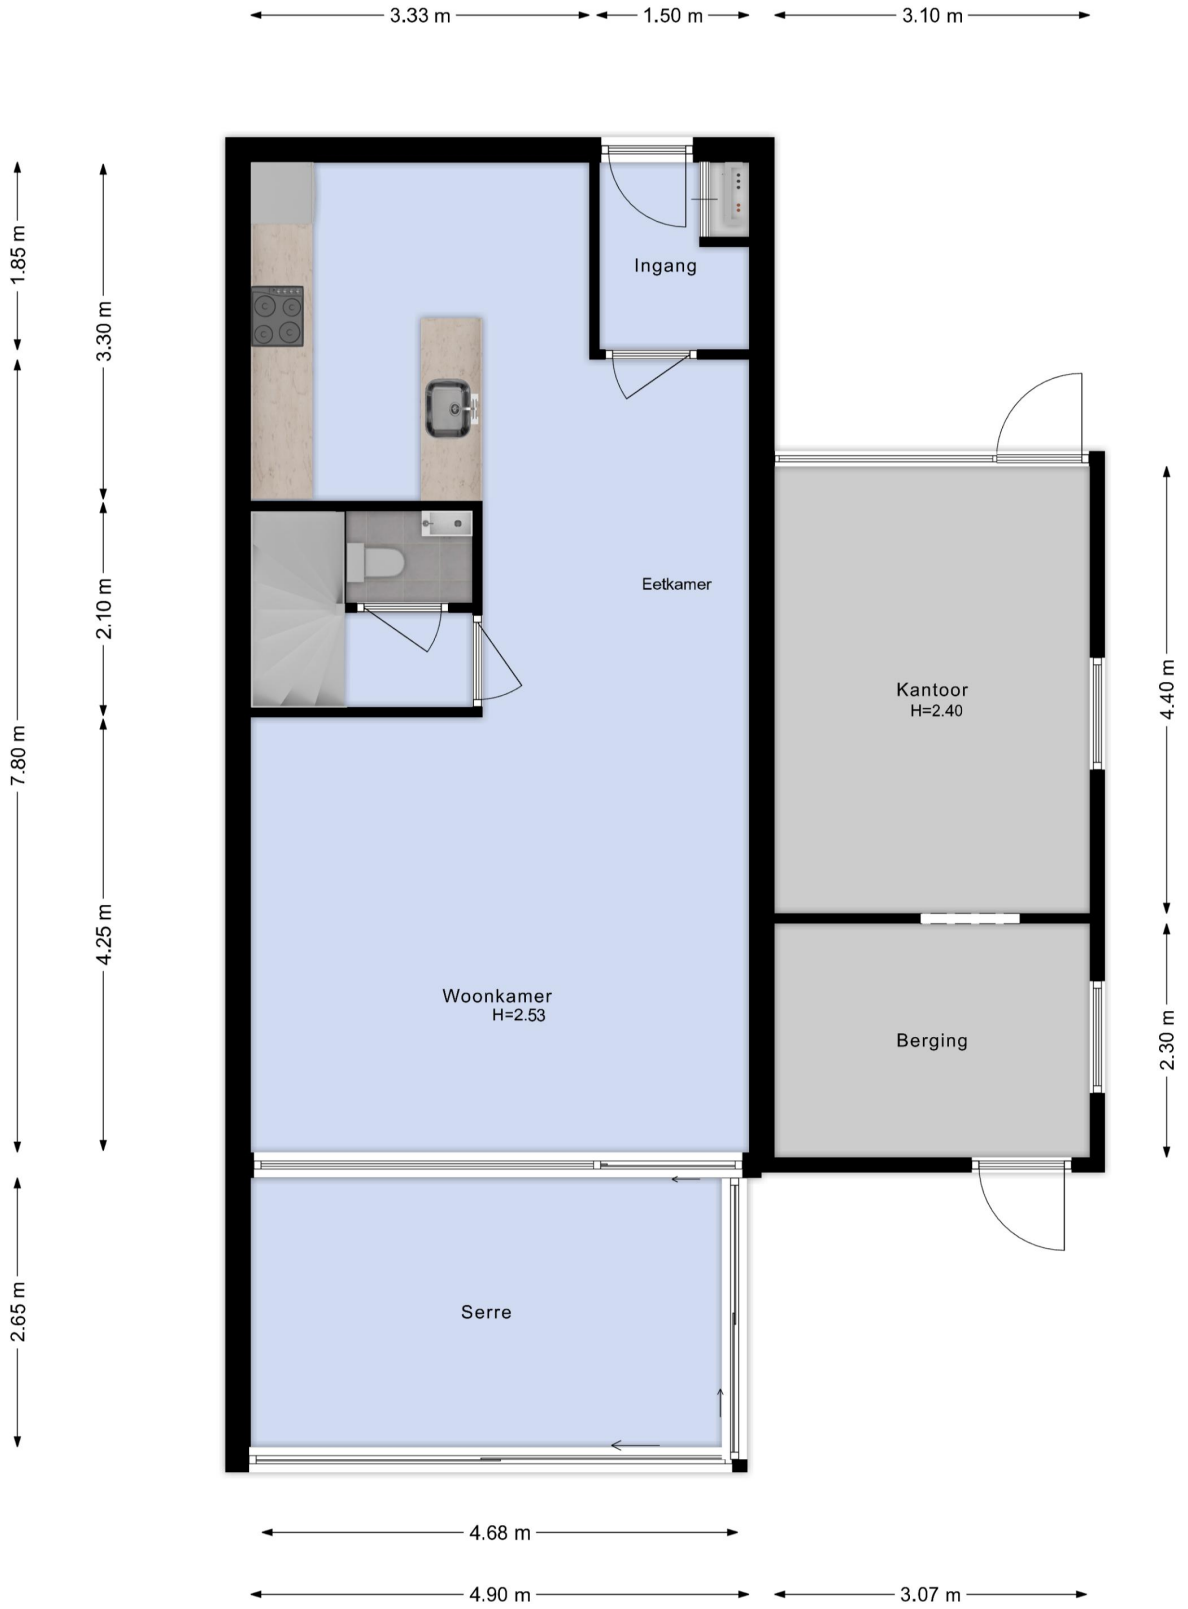 3.33 m
1.50 m
3.10 m
1.85 m
3.30 m
Ingang
2.10 m
Eetkamer
Kantoor
H=2.40
4.40 m
7.80 m
4.25 m
Woonkamer
H=2.53
Berging
2.30 m
Serre
2.65 m
4.68 m
4.90 m
3.07 m